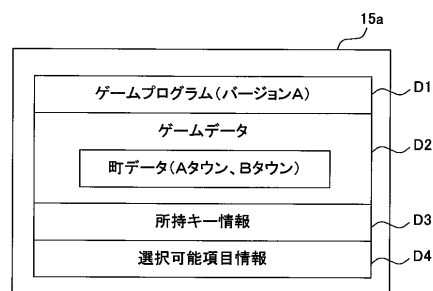 15a
ゲームプログラム(バージョンA)
D1
ゲームデータ
D2
町データ(Aタウン、Bタウン)
所持キー情報
D3
選択可能項目情報
D4